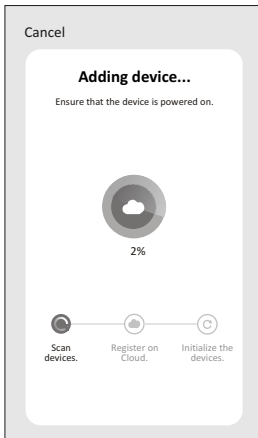 Cancel
Adding device...
Ensure that the device is powered on.
2%
Scan
devices.
Register on
Cloud.
Initialize the
devices.